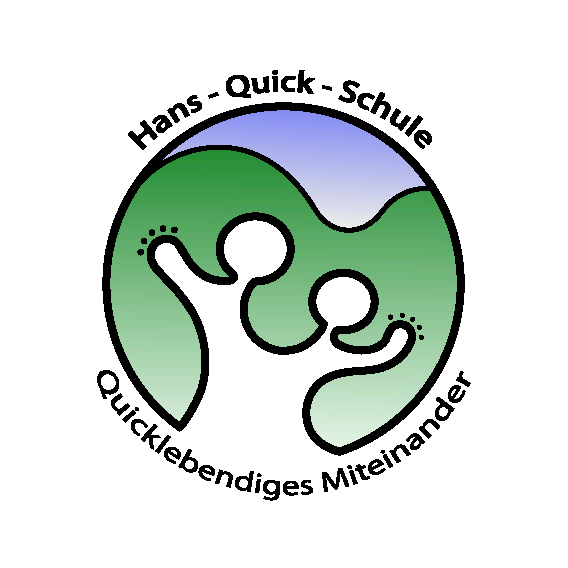 Hans - Quick - Schule
Quicklebendiges Miteinander